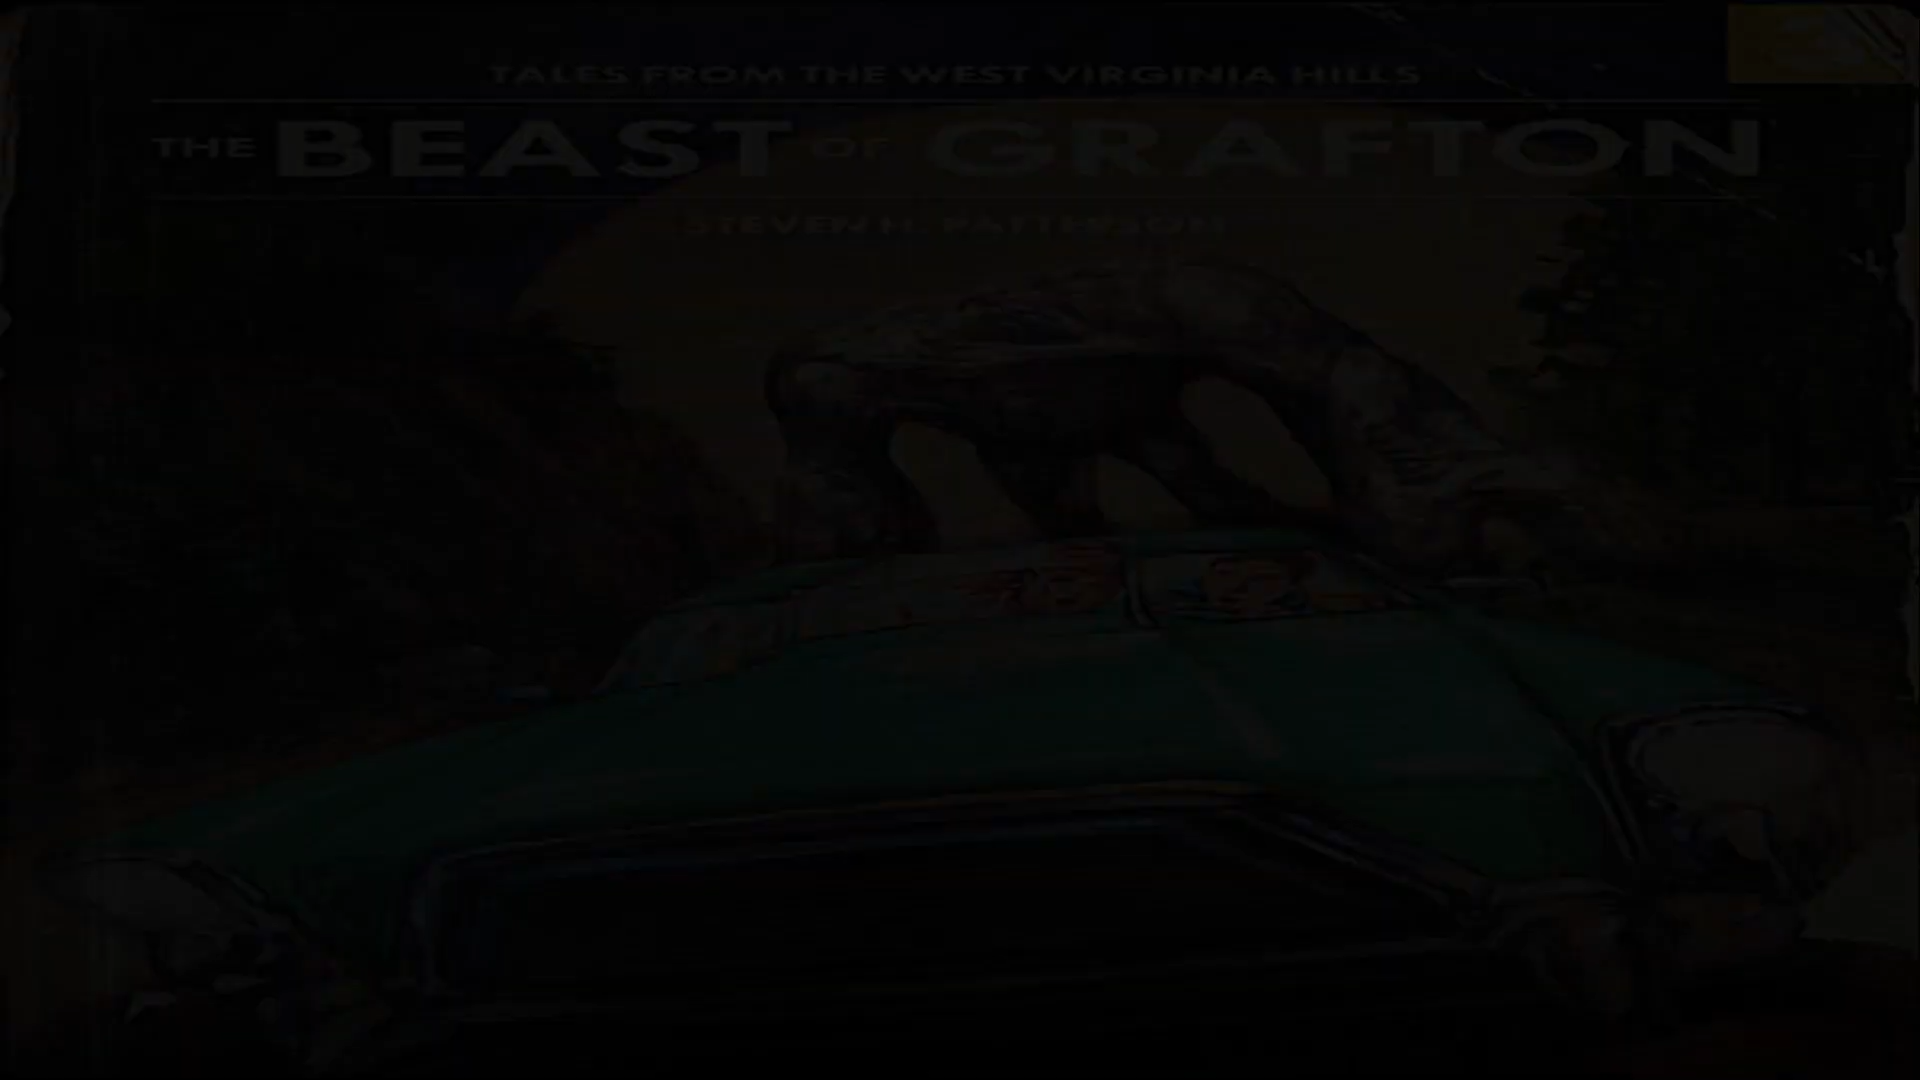 TALES FROM THE WEST VIRGINIA HILLS
THE BEAST OF GRAFTON
STEVEN H. PATTERSON